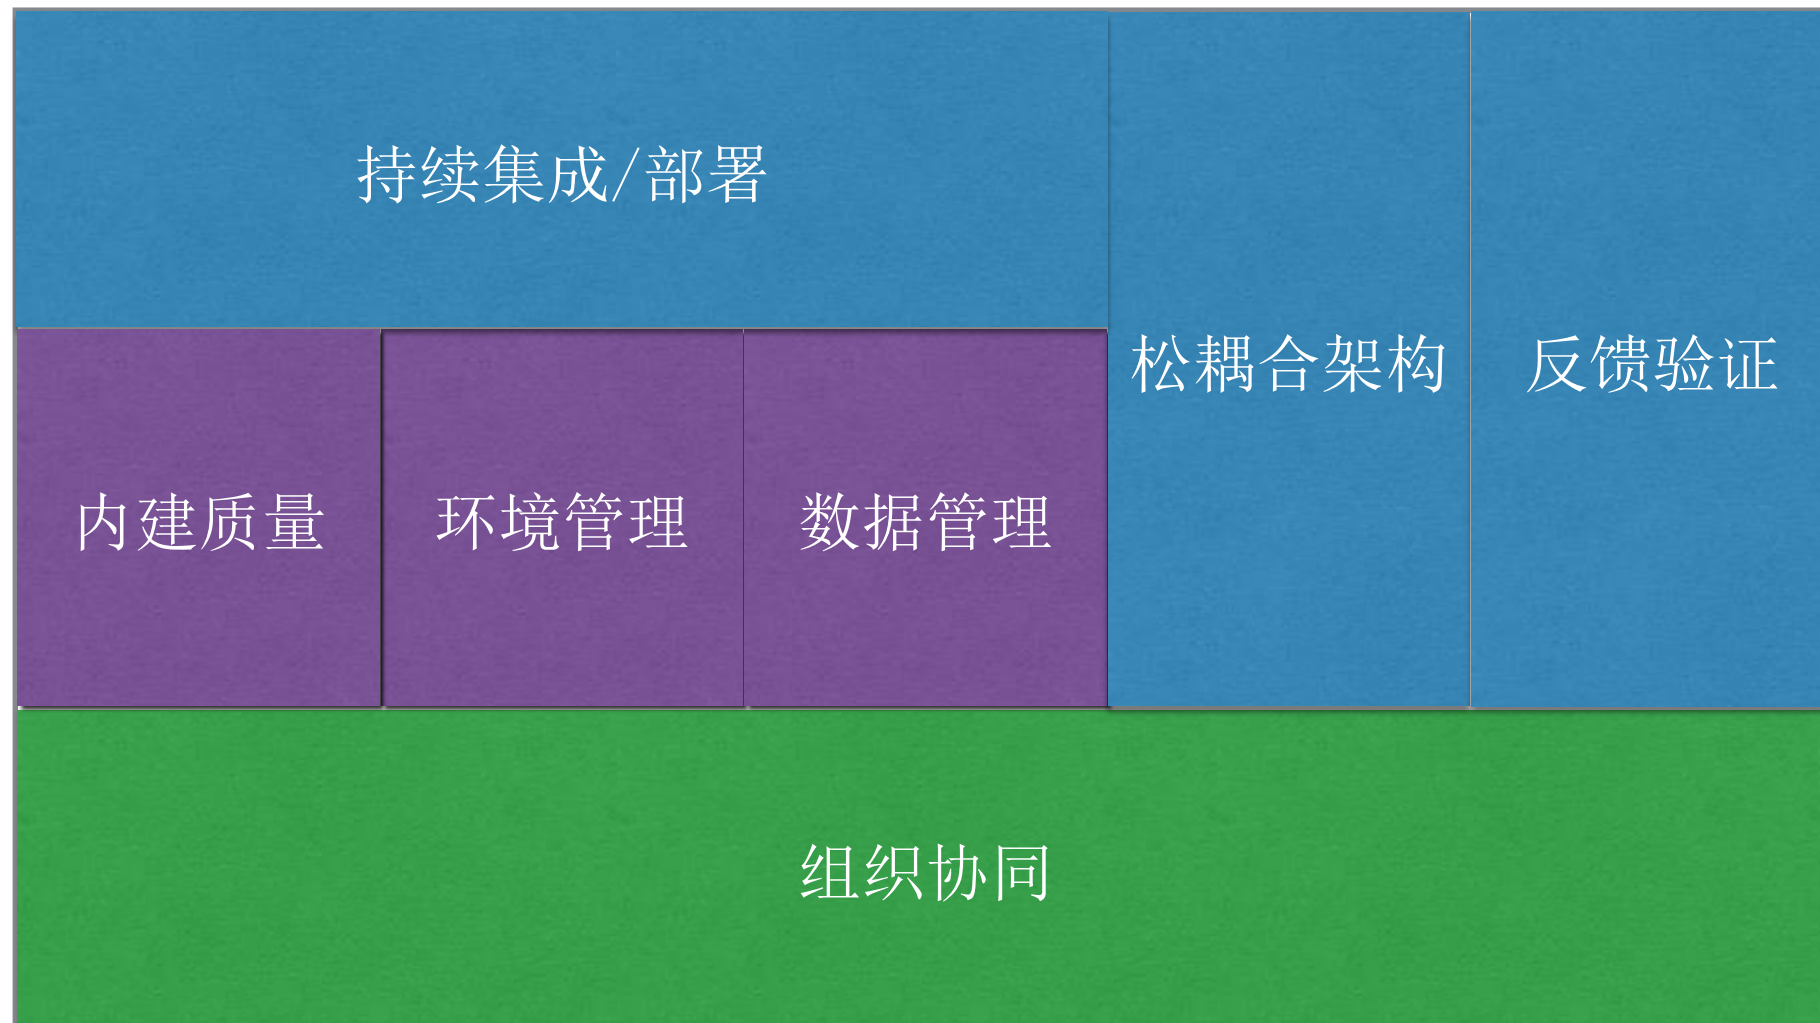 持续集成/部署
松耦合架构
反馈验证
内建质量
环境管理
数据管理
组织协同